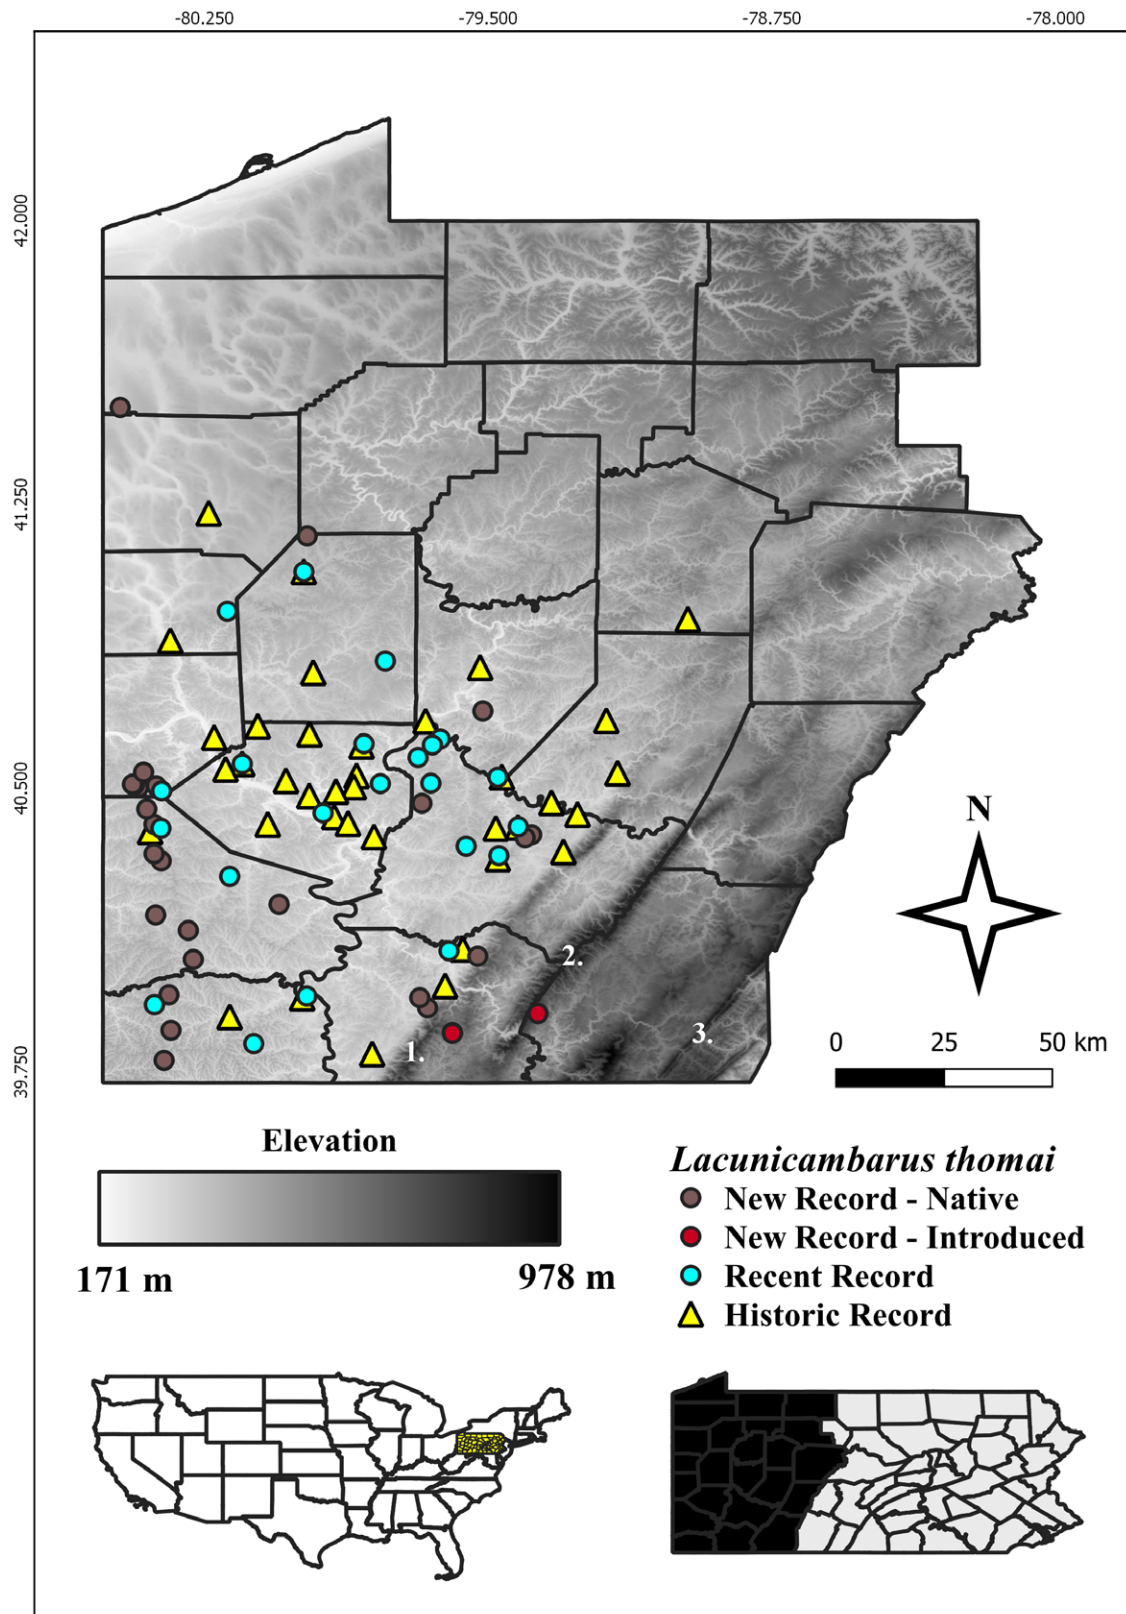 -80.250 -79.500 -78.750 -78.000
42.000
41.250
40.500
39.750
N
2.
1.
3.
0 25 50 km
Elevation
171 m 978 m
Lacunicambarus thomai
New Record - Native
New Record - Introduced
Recent Record
Historic Record